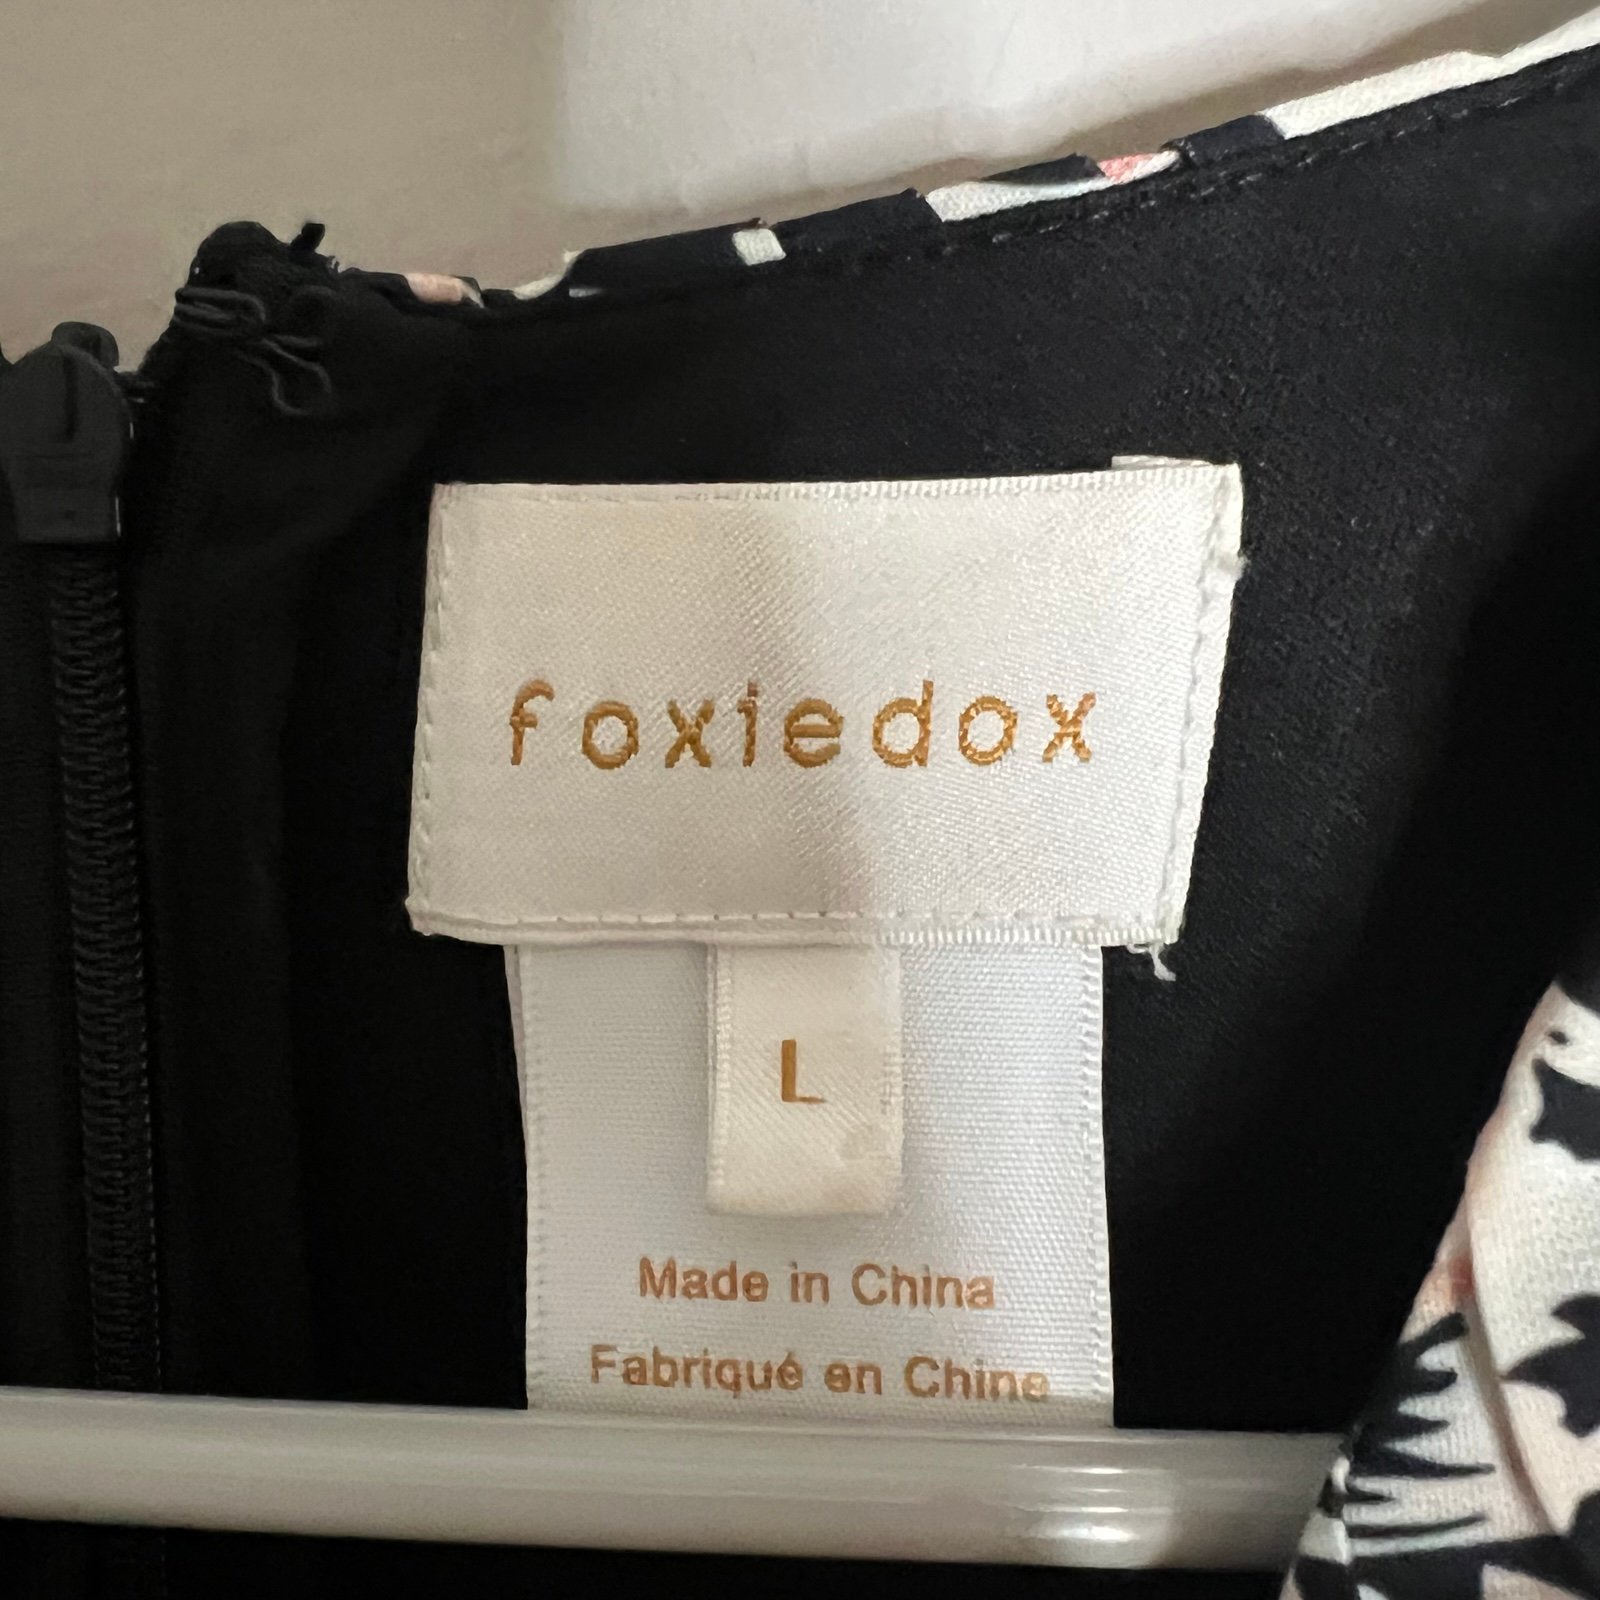 foxiedox
L
Made in China
Fabriqué en Chine